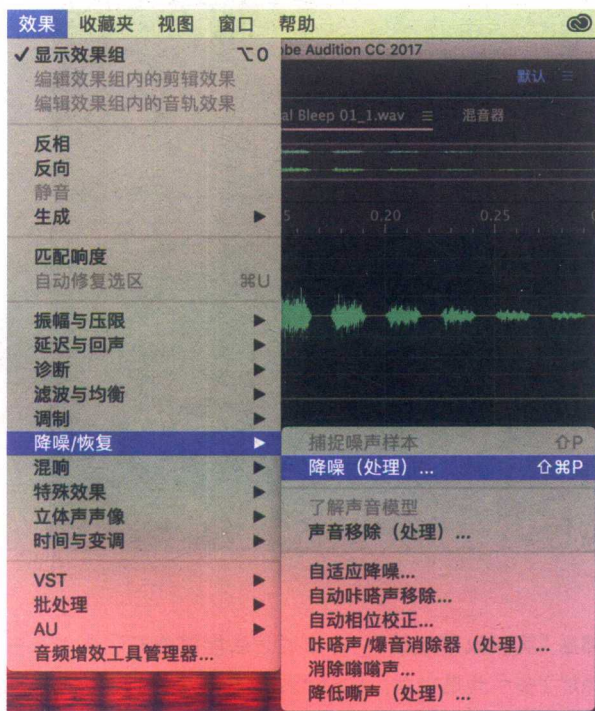 效果 收藏夹 视图 窗口 帮助
✓ 显示效果组 ⌥0
编辑效果组内的剪辑效果
编辑效果组内的音轨效果
反相
反向
静音
生成 ▶
匹配响度
自动修复选区 ⌘U
振幅与压限 ▶
延迟与回声 ▶
诊断 ▶
滤波与均衡 ▶
调制 ▶
降噪/恢复 ▶
混响 ▶
特殊效果 ▶
立体声声像 ▶
时间与变调 ▶
VST ▶
批处理 ▶
AU ▶
音频增效工具管理器...
be Audition CC 2017
默认
al Bleep 01_1.wav 混音器
5 0.20 0.25
捕捉噪声样本 ⇧P
降噪（处理）... ⇧⌘P
了解声音模型
声音移除（处理）...
自适应降噪...
自动咔嗒声移除...
自动相位校正...
咔嗒声/爆音消除器（处理）...
消除嗡嗡声...
降低嘶声（处理）...